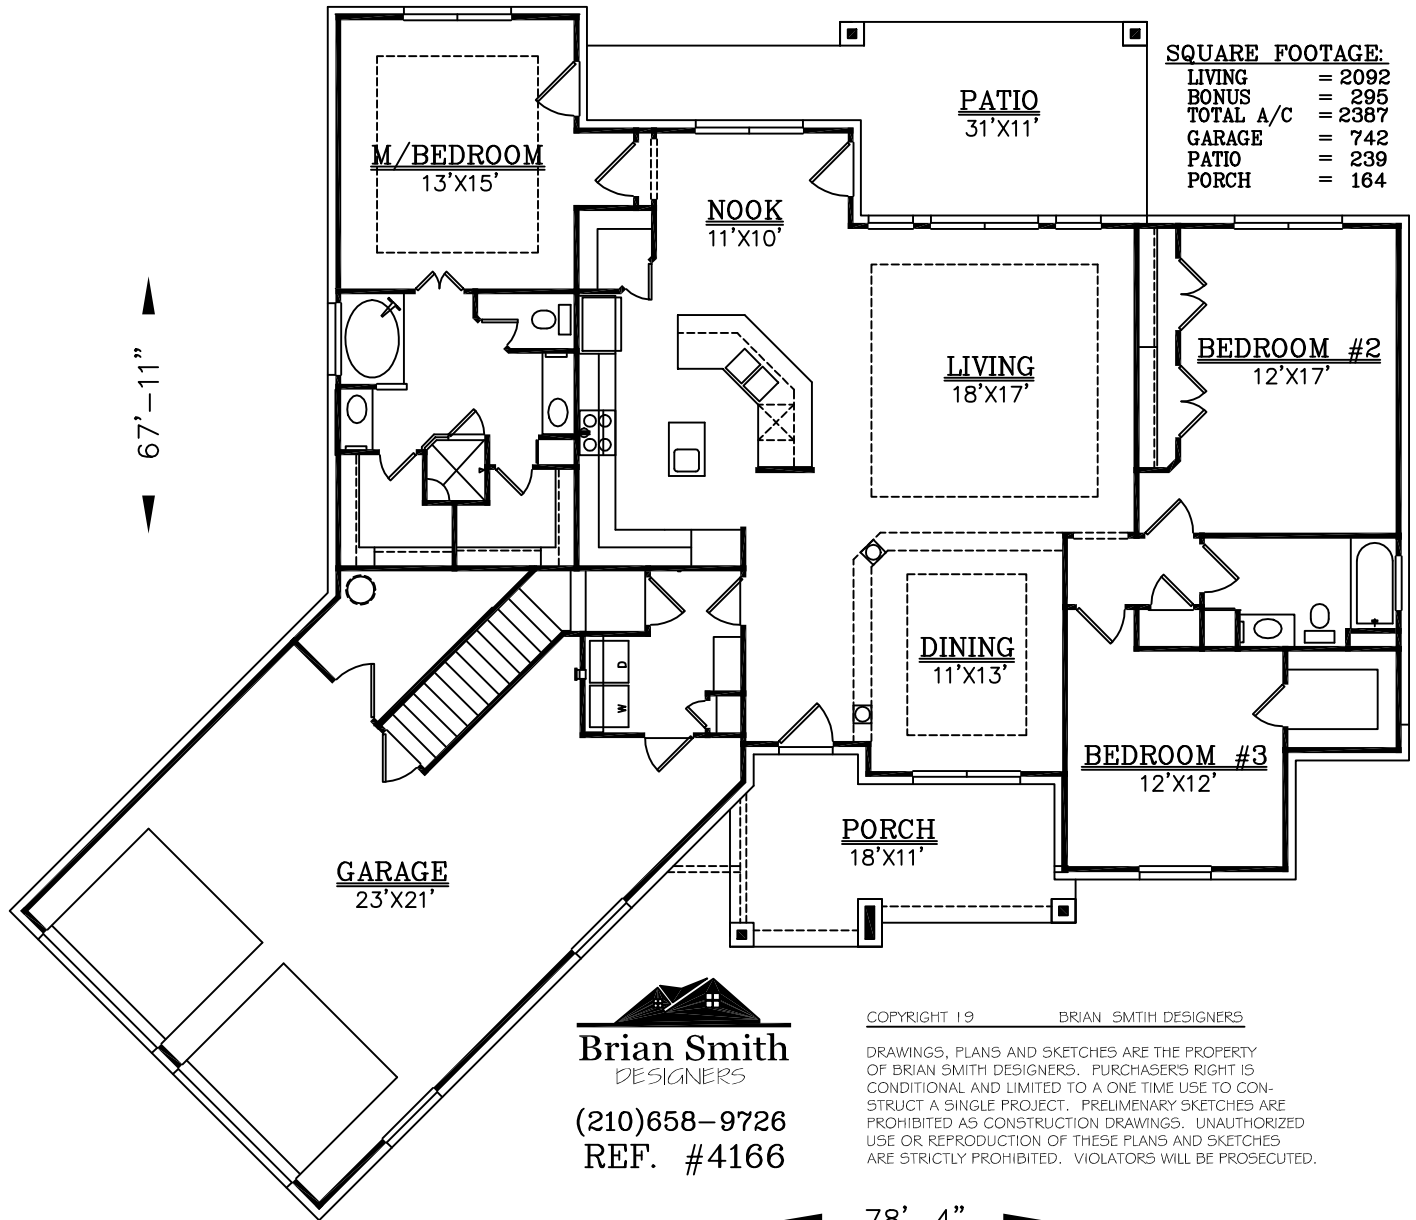 SQUARE FOOTAGE:
LIVING = 2092
BONUS = 295
TOTAL A/C = 2387
GARAGE = 742
PATIO = 239
PORCH = 164
PATIO
31'X11'
M/BEDROOM
13'X15'
NOOK
11'X10'
LIVING
18'X17'
BEDROOM #2
12'X17'
67'-11"
DINING
11'X13'
D
W
BEDROOM #3
12'X12'
PORCH
18'X11'
GARAGE
23'X21'
Brian Smith
DESIGNERS
(210)658-9726
REF. #4166
COPYRIGHT 19 BRIAN SMTIH DESIGNERS
DRAWINGS, PLANS AND SKETCHES ARE THE PROPERTY
OF BRIAN SMITH DESIGNERS. PURCHASER'S RIGHT IS
CONDITIONAL AND LIMITED TO A ONE TIME USE TO CON-
STRUCT A SINGLE PROJECT. PRELIMENARY SKETCHES ARE
PROHIBITED AS CONSTRUCTION DRAWINGS. UNAUTHORIZED
USE OR REPRODUCTION OF THESE PLANS AND SKETCHES
ARE STRICTLY PROHIBITED. VIOLATORS WILL BE PROSECUTED.
78'-4"